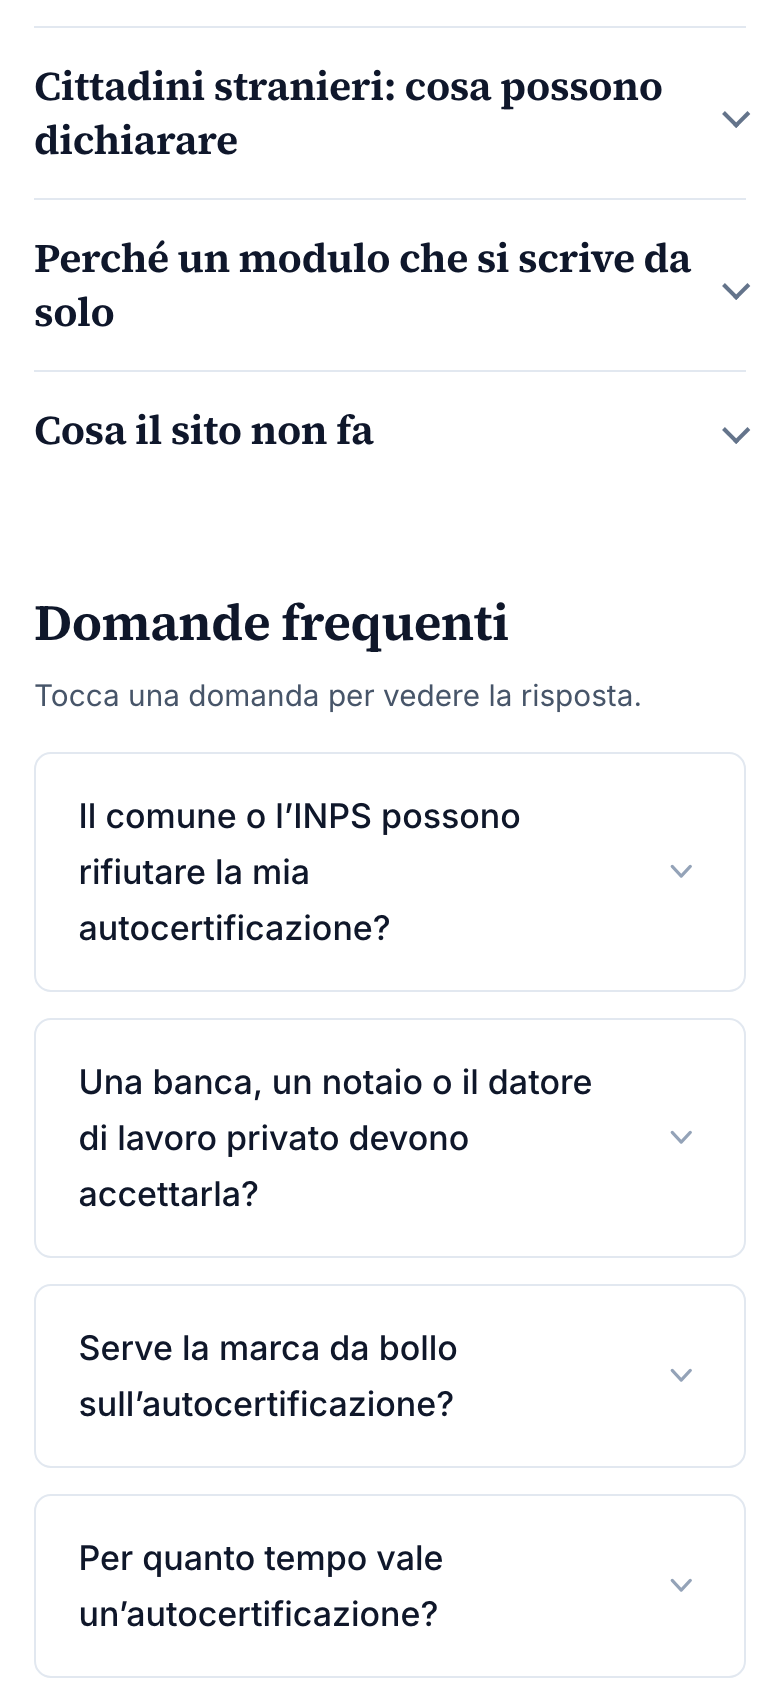 Cittadini stranieri: cosa possono
dichiarare
Perché un modulo che si scrive da
solo
Cosa il sito non fa
Domande frequenti
Tocca una domanda per vedere la risposta.
Il comune o l’INPS possono
rifiutare la mia
autocertificazione?
Una banca, un notaio o il datore
di lavoro privato devono
accettarla?
Serve la marca da bollo
sull’autocertificazione?
Per quanto tempo vale
un’autocertificazione?